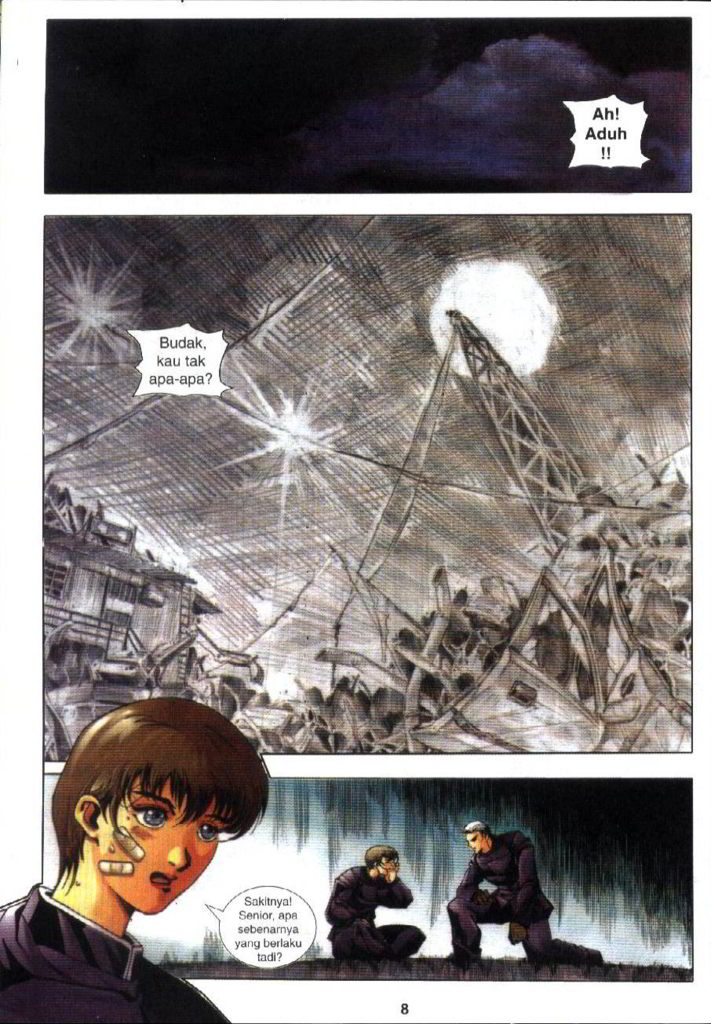 Ah!
Aduh
!!
Budak,
kau tak
apa-apa?
Sakitnya!
Senior, apa
sebenarnya
yang berlaku
tadi?
8